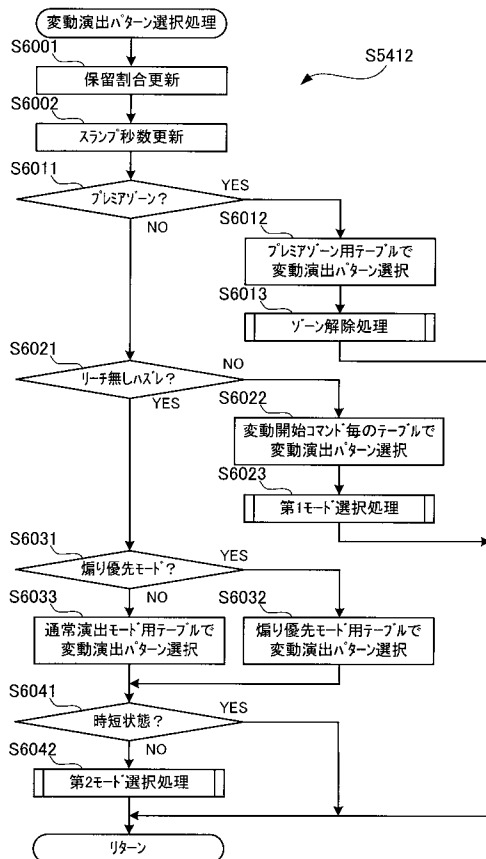 変動演出パターン選択処理
S5412
S6001
保留割合更新
S6002
スランプ秒数更新
S6011
プレミアゾーン?
YES
NO
S6012
プレミアゾーン用テーブルで
変動演出パターン選択
S6013
ゾーン解除処理
S6021
リーチ無しハズレ?
NO
YES
S6022
変動開始コマンド毎のテーブルで
変動演出パターン選択
S6023
第1モード選択処理
S6031
煽り優先モード?
YES
NO
S6033
通常演出モード用テーブルで
変動演出パターン選択
S6032
煽り優先モード用テーブルで
変動演出パターン選択
S6041
時短状態?
YES
NO
S6042
第2モード選択処理
リターン